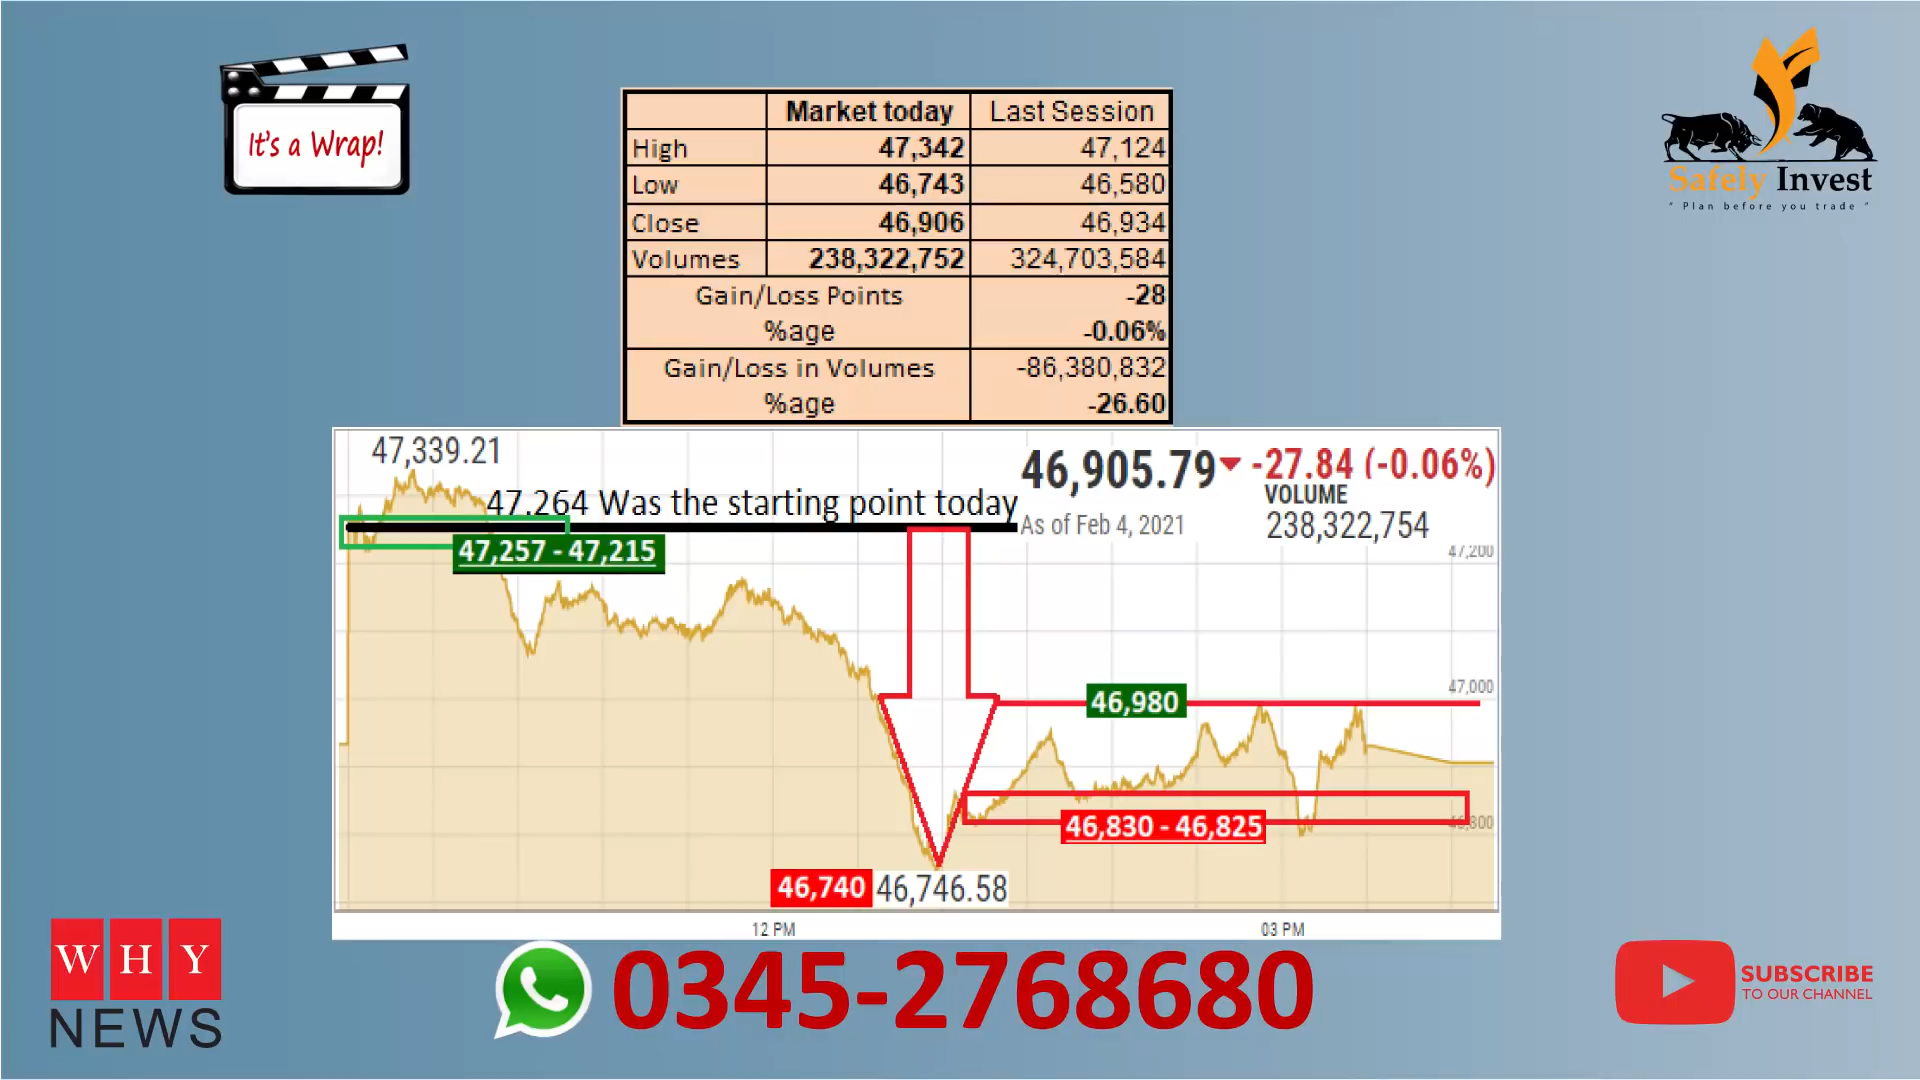 It's a Wrap!
Market today Last Session
High 47,342 47,124
Low 46,743 46,580
Close 46,906 46,934
Volumes 238,322,752 324,703,584
Gain/Loss Points -28
%age -0.06%
Gain/Loss in Volumes -86,380,832
%age -26.60
Safely Invest
" Plan before you trade "
47,339.21
46,905.79 -27.84 (-0.06%)
VOLUME
47.264 Was the starting point today
As of Feb 4, 2021
238,322,754
47,257 - 47,215
47,200
47,000
46,980
46,800
46,830 - 46,825
46,740 46,746.58
12 PM 03 PM
WHY
NEWS
0345-2768680
SUBSCRIBE
TO OUR CHANNEL